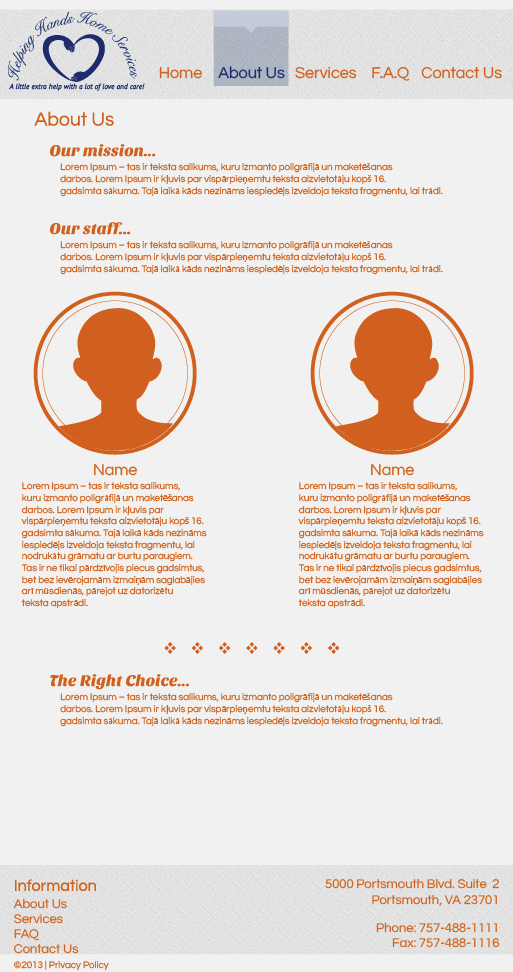 Helping Hands Home Services
A little extra help with a lot of love and care!
Home About Us Services F.A.Q Contact Us
About Us
Our mission...
Lorem Ipsum – tas ir teksta salikums, kuru izmanto poligrāfijā un maketēšanas
darbos. Lorem Ipsum ir kļuvis par vispārpieņemtu teksta aizvietotāju kopš 16.
gadsimta sākuma. Tajā laikā kāds nezināms iespiedējs izveidoja teksta fragmentu, lai trādi.
Our staff...
Lorem Ipsum – tas ir teksta salikums, kuru izmanto poligrāfijā un maketēšanas
darbos. Lorem Ipsum ir kļuvis par vispārpieņemtu teksta aizvietotāju kopš 16.
gadsimta sākuma. Tajā laikā kāds nezināms iespiedējs izveidoja teksta fragmentu, lai trādi.
Name
Lorem Ipsum – tas ir teksta salikums,
kuru izmanto poligrāfijā un maketēšanas
darbos. Lorem Ipsum ir kļuvis par
vispārpieņemtu teksta aizvietotāju kopš 16.
gadsimta sākuma. Tajā laikā kāds nezināms
iespiedējs izveidoja teksta fragmentu, lai
nodrukātu grāmatu ar burtu paraugiem.
Tas ir ne tikai pārdzīvojis piecus gadsimtus,
bet bez ievērojamām izmaiņām saglabājies
arī mūsdienās, pārejot uz datorizētu
teksta apstrādi.
Name
Lorem Ipsum – tas ir teksta salikums,
kuru izmanto poligrāfijā un maketēšanas
darbos. Lorem Ipsum ir kļuvis par
vispārpieņemtu teksta aizvietotāju kopš 16.
gadsimta sākuma. Tajā laikā kāds nezināms
iespiedējs izveidoja teksta fragmentu, lai
nodrukātu grāmatu ar burtu paraugiem.
Tas ir ne tikai pārdzīvojis piecus gadsimtus,
bet bez ievērojamām izmaiņām saglabājies
arī mūsdienās, pārejot uz datorizētu
teksta apstrādi.
The Right Choice...
Lorem Ipsum – tas ir teksta salikums, kuru izmanto poligrāfijā un maketēšanas
darbos. Lorem Ipsum ir kļuvis par vispārpieņemtu teksta aizvietotāju kopš 16.
gadsimta sākuma. Tajā laikā kāds nezināms iespiedējs izveidoja teksta fragmentu, lai trādi.
Information
About Us
Services
FAQ
Contact Us
©2013 | Privacy Policy
5000 Portsmouth Blvd. Suite 2
Portsmouth, VA 23701
Phone: 757-488-1111
Fax: 757-488-1116